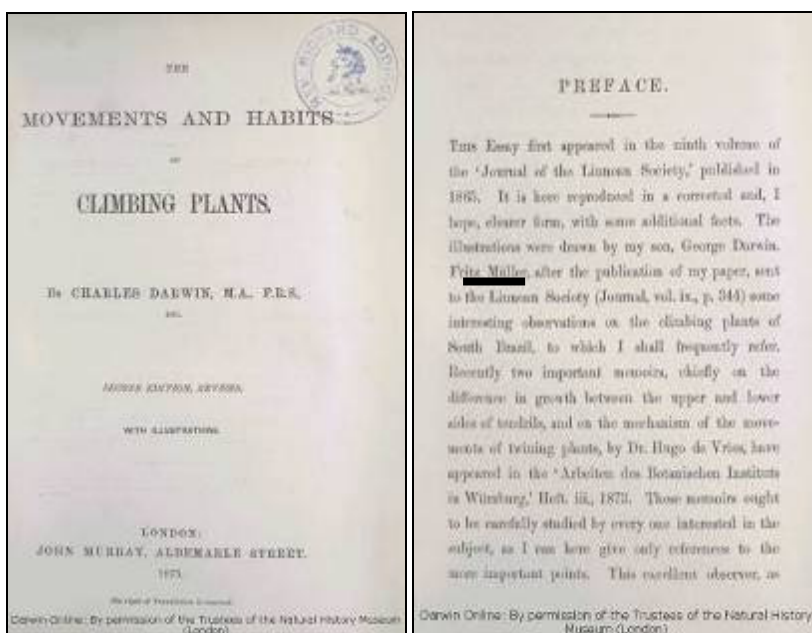 THE
MOVEMENTS AND HABITS
OF
CLIMBING PLANTS.
BY CHARLES DARWIN, M.A., F.R.S.,
ETC.
SECOND EDITION, REVISED.
WITH ILLUSTRATIONS.
LONDON:
JOHN MURRAY, ALBEMARLE STREET.
1875.
The right of Translation is reserved.
Darwin Online: By permission of the Trustees of the Natural History Museum
(London)
PREFACE.
THIS Essay first appeared in the ninth volume of
the 'Journal of the Linnean Society,' published in
1865. It is here reproduced in a corrected and, I
hope, clearer form, with some additional facts. The
illustrations were drawn by my son, George Darwin.
Fritz Müller, after the publication of my paper, sent
to the Linnean Society (Journal, vol. ix., p. 344) some
interesting observations on the climbing plants of
South Brazil, to which I shall frequently refer.
Recently two important memoirs, chiefly on the
difference in growth between the upper and lower
sides of tendrils, and on the mechanism of the move-
ments of twining plants, by Dr. Hugo de Vries, have
appeared in the 'Arbeiten des Botanischen Instituts
in Würzburg,' Heft. iii., 1873. These memoirs ought
to be carefully studied by every one interested in the
subject, as I can here give only references to the
more important points. This excellent observer, as
Darwin Online: By permission of the Trustees of the Natural History
Museum (London)